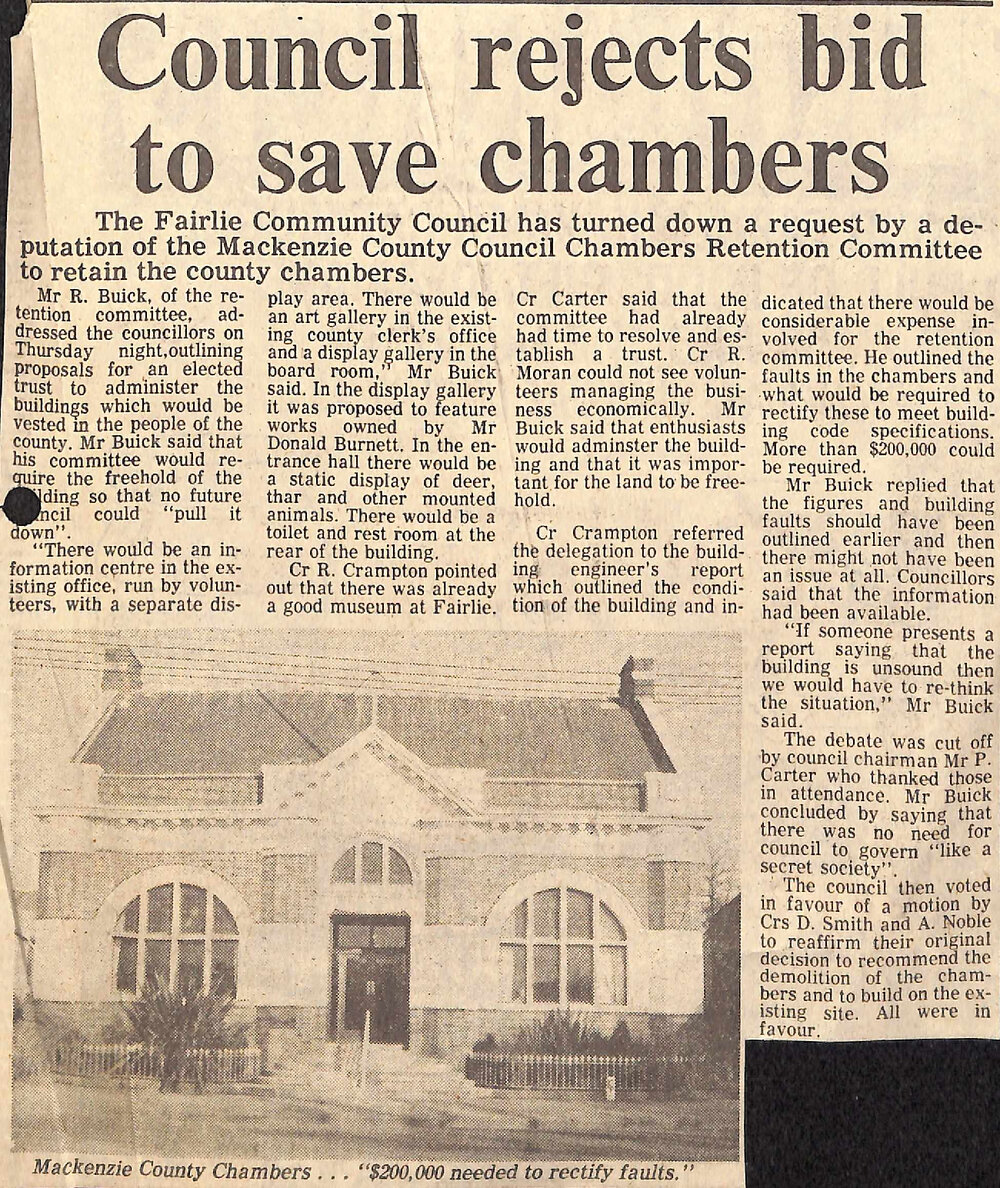 Council rejects bid
to save chambers
The Fairlie Community Council has turned down a request by a de-
putation of the Mackenzie County Council Chambers Retention Committee
to retain the county chambers.
Mr R. Buick, of the re-
tention committee, ad-
dressed the councillors on
Thursday night,outlining
proposals for an elected
trust to administer the
buildings which would be
vested in the people of the
county. Mr Buick said that
his committee would re-
quire the freehold of the
lding so that no future
ncil could "pull it
down".
"There would be an in-
formation centre in the ex-
isting office, run by volun-
teers, with a separate dis-
play area. There would be
an art gallery in the exist-
ing county clerk's office
and a display gallery in the
board room," Mr Buick
said. In the display gallery
it was proposed to feature
works owned by Mr
Donald Burnett. In the en-
trance hall there would be
a static display of deer,
thar and other mounted
animals. There would be a
toilet and rest room at the
rear of the building.
Cr R. Crampton pointed
out that there was already
a good museum at Fairlie.
Cr Carter said that the
committee had already
had time to resolve and es-
tablish a trust. Cr R.
Moran could not see volun-
teers managing the busi-
ness economically. Mr
Buick said that enthusiasts
would adminster the build-
ing and that it was impor-
tant for the land to be free-
hold.
Cr Crampton referred
the delegation to the build-
ing engineer's report
which outlined the condi-
tion of the building and in-
dicated that there would be
considerable expense in-
volved for the retention
committee. He outlined the
faults in the chambers and
what would be required to
rectify these to meet build-
ing code specifications.
More than $200,000 could
be required.
Mr Buick replied that
the figures and building
faults should have been
outlined earlier and then
there might not have been
an issue at all. Councillors
said that the information
had been available.
"If someone presents a
report saying that the
building is unsound then
we would have to re-think
the situation," Mr Buick
said.
The debate was cut off
by council chairman Mr P.
Carter who thanked those
in attendance. Mr Buick
concluded by saying that
there was no need for
council to govern "like a
secret society".
The council then voted
in favour of a motion by
Crs D. Smith and A. Noble
to reaffirm their original
decision to recommend the
demolition of the cham-
bers and to build on the ex-
isting site. All were in
favour.
Mackenzie County Chambers . . . "$200,000 needed to rectify faults."